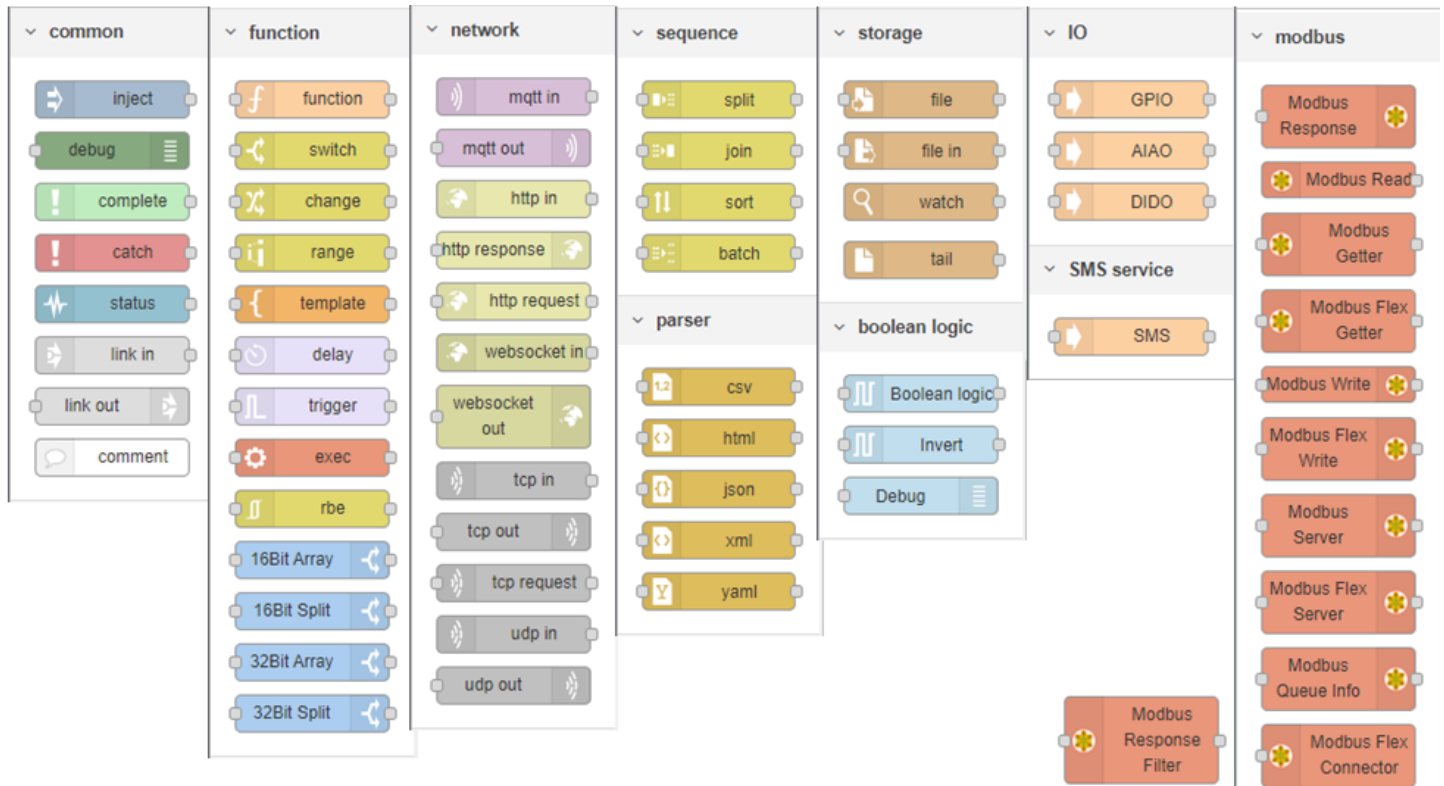 common
inject
debug
complete
catch
status
link in
link out
comment
function
function
switch
change
range
template
delay
trigger
exec
rbe
16Bit Array
16Bit Split
32Bit Array
32Bit Split
network
mqtt in
mqtt out
http in
http response
http request
websocket in
websocket
out
tcp in
tcp out
tcp request
udp in
udp out
sequence
split
join
sort
batch
parser
1,2
csv
html
json
xml
Y
yaml
storage
file
file in
watch
tail
boolean logic
Boolean logic
Invert
Debug
IO
GPIO
AIAO
DIDO
SMS service
SMS
Modbus
Response
Filter
modbus
Modbus
Response
Modbus Read
Modbus
Getter
Modbus Flex
Getter
Modbus Write
Modbus Flex
Write
Modbus
Server
Modbus Flex
Server
Modbus
Queue Info
Modbus Flex
Connector